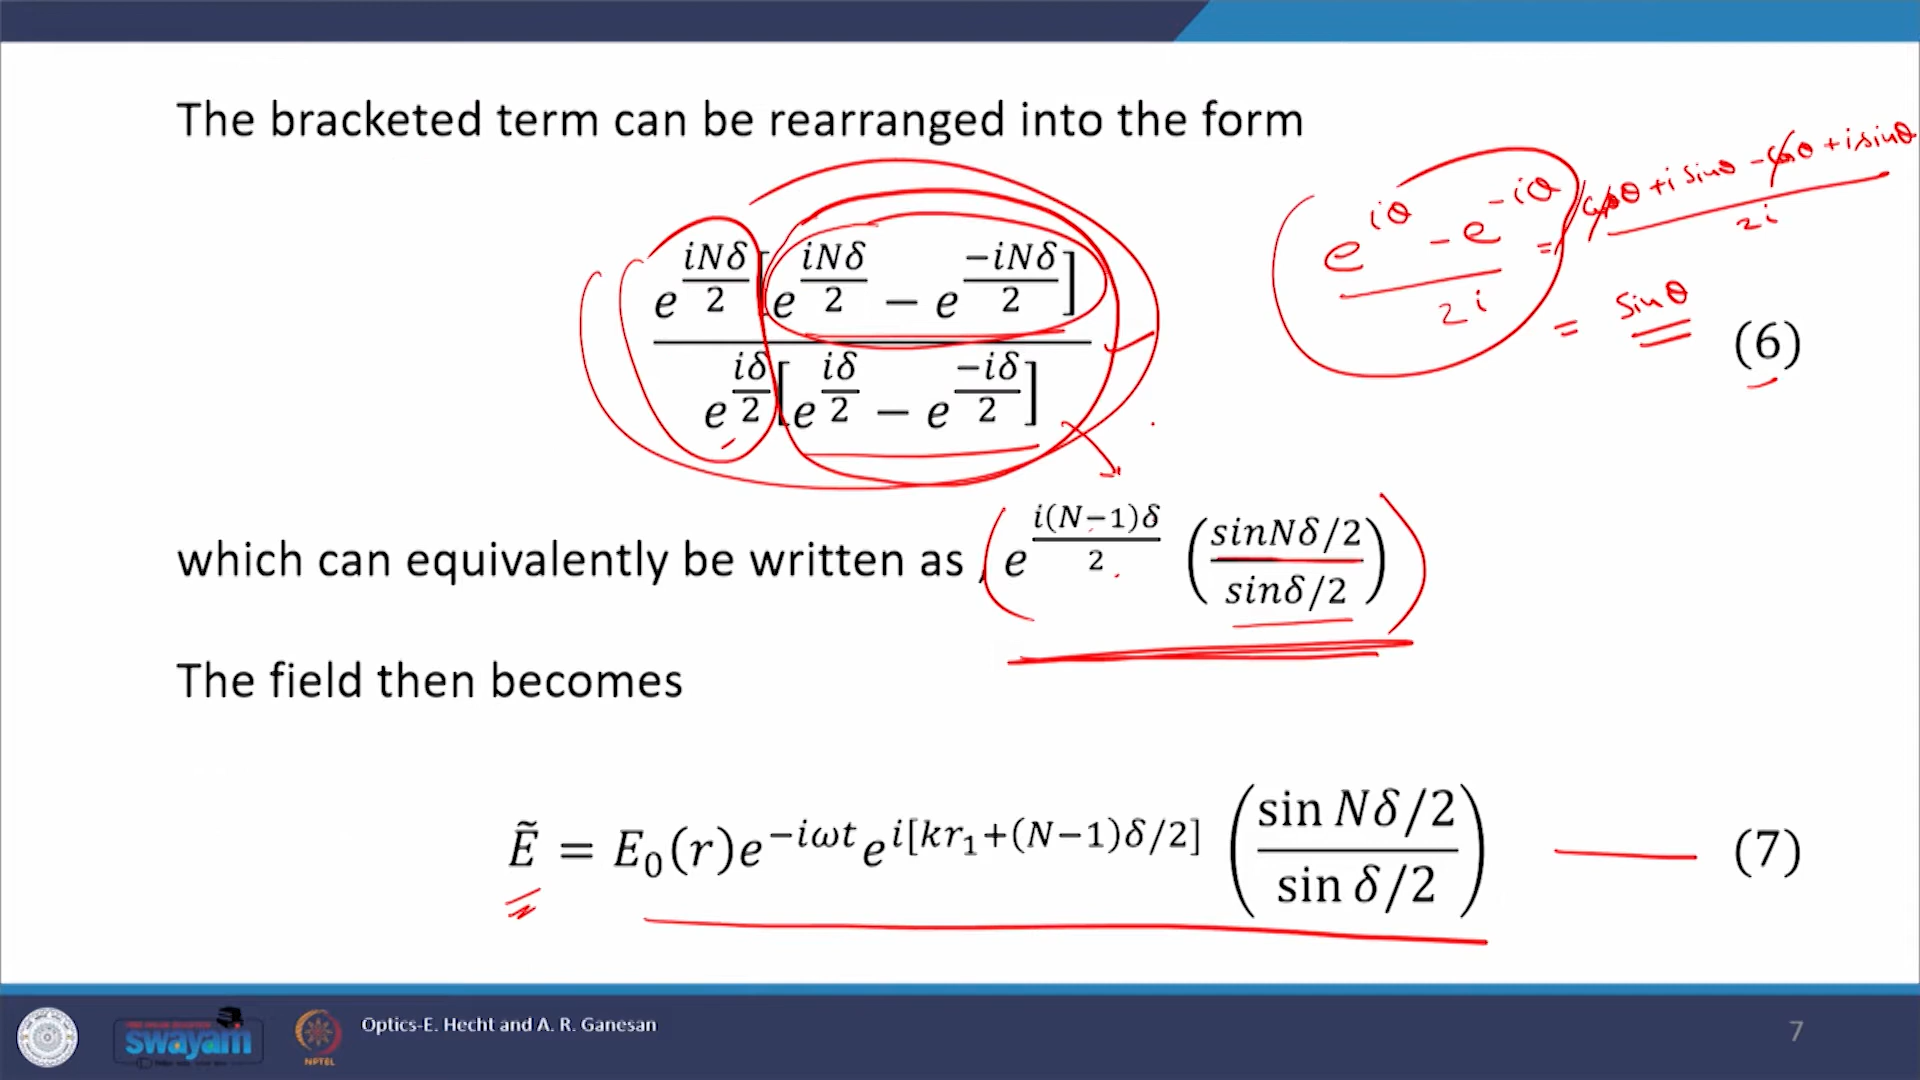 The bracketed term can be rearranged into the form
e^{iNδ/2}[e^{iNδ/2} − e^{−iNδ/2}]
e^{iδ/2}[e^{iδ/2} − e^{−iδ/2}]
(6)
e^{iθ} − e^{−iθ} / 2i = cosθ + i sinθ − cosθ + i sinθ / 2i
= sinθ
which can equivalently be written as , e^{i(N−1)δ/2} (sinNδ/2 / sinδ/2)
The field then becomes
Ẽ = E₀(r)e^{−iωt}e^{i[kr₁+(N−1)δ/2]} (sin Nδ/2 / sin δ/2) (7)
swayam
NPTEL
Optics-E. Hecht and A. R. Ganesan
7